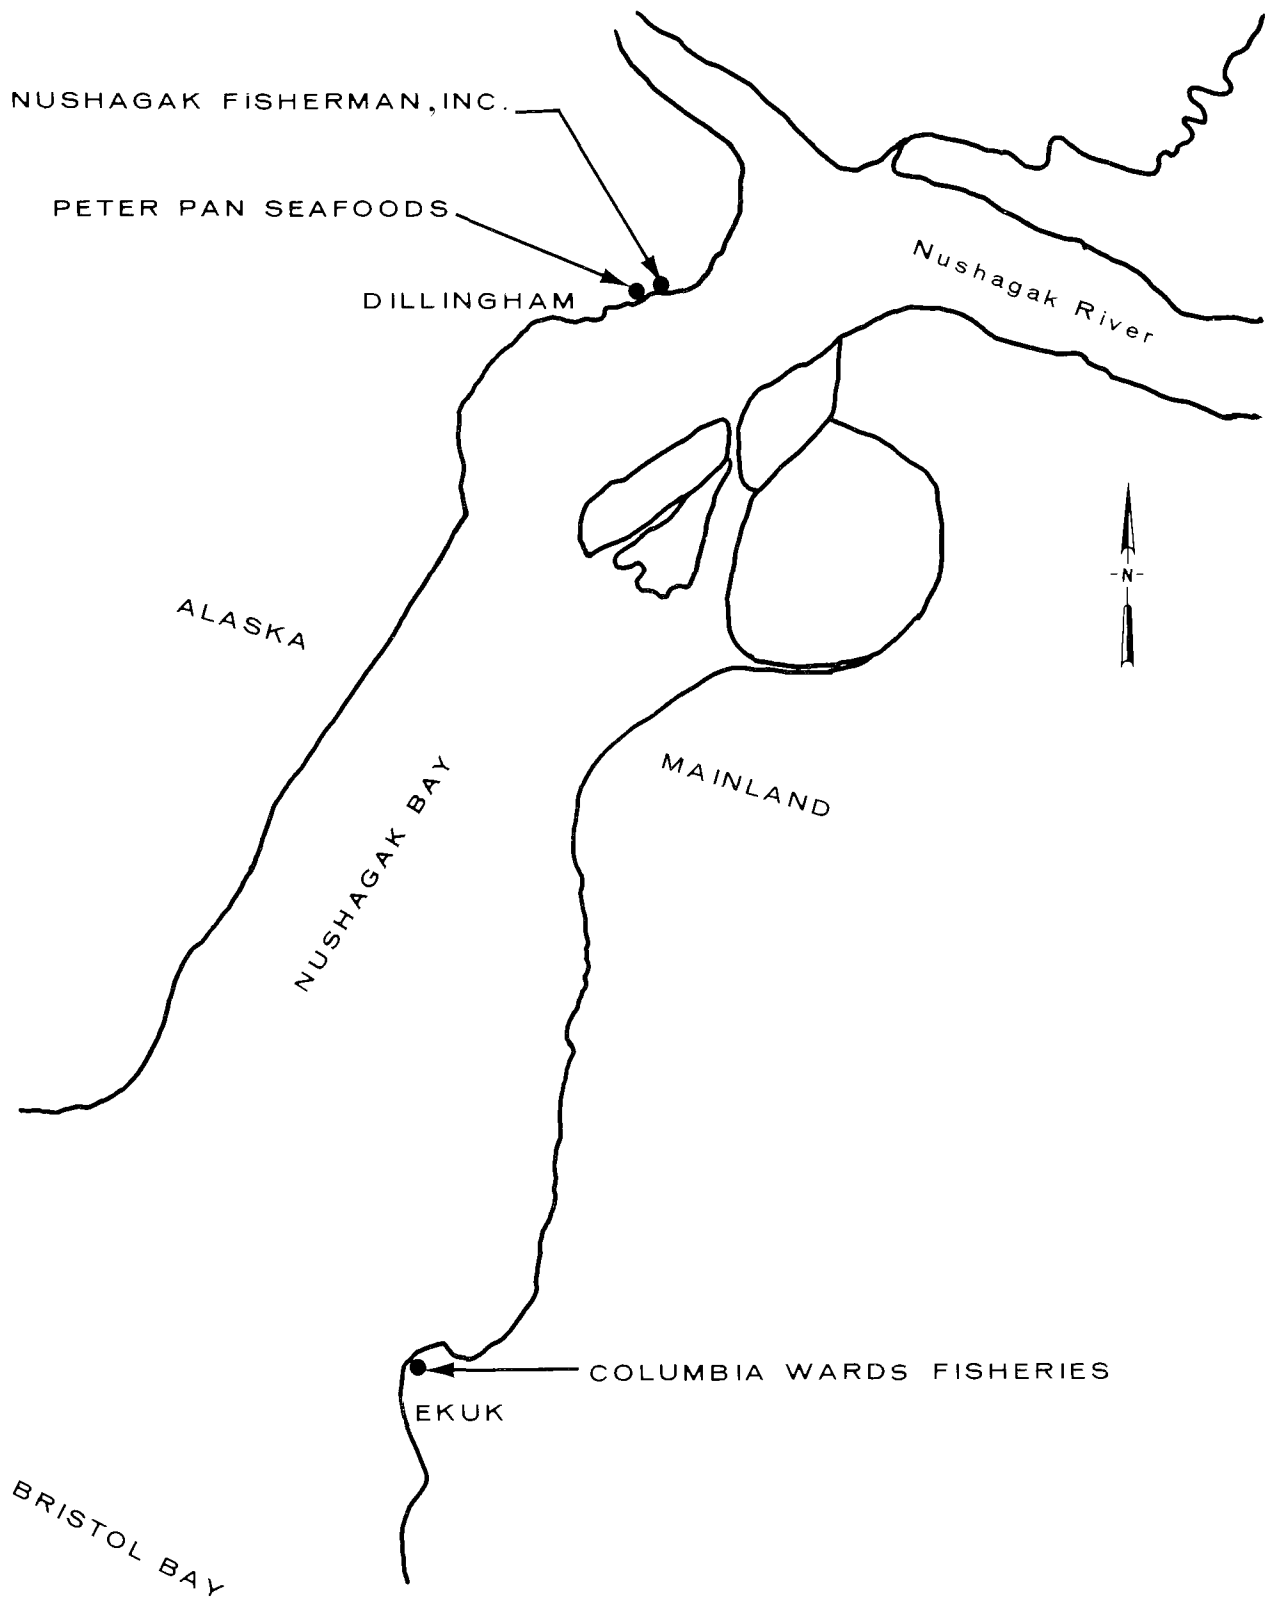 NUSHAGAK FISHERMAN, INC.
PETER PAN SEAFOODS
DILLINGHAM
Nushagak River
-N-
ALASKA
MAINLAND
NUSHAGAK BAY
COLUMBIA WARDS FISHERIES
EKUK
BRISTOL BAY